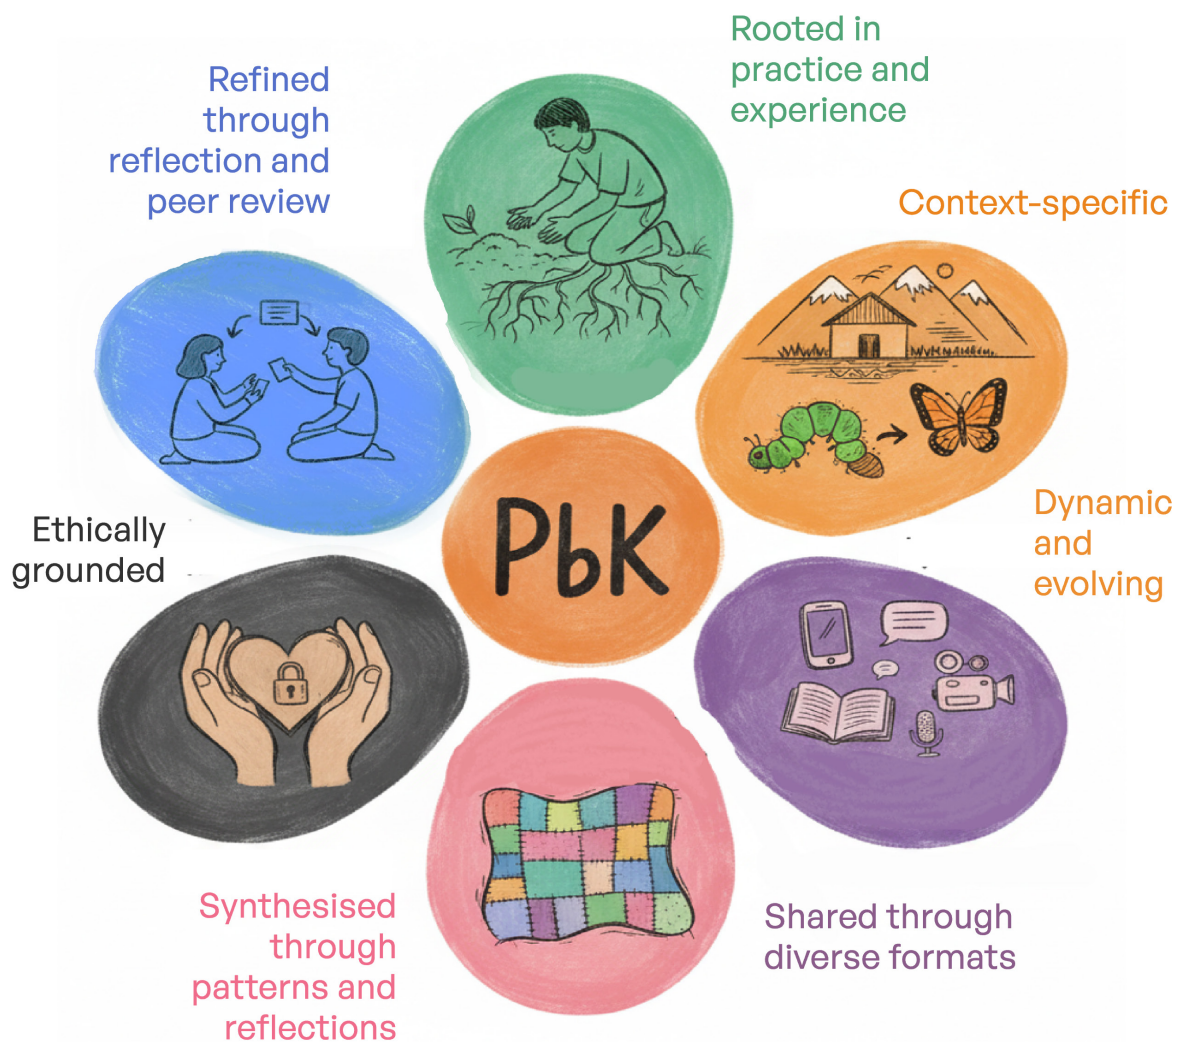 Rooted in
practice and
experience
Refined
through
reflection and
peer review
Context-specific
Dynamic
and
evolving
Ethically
grounded
PbK
Synthesised
through
patterns and
reflections
Shared through
diverse formats